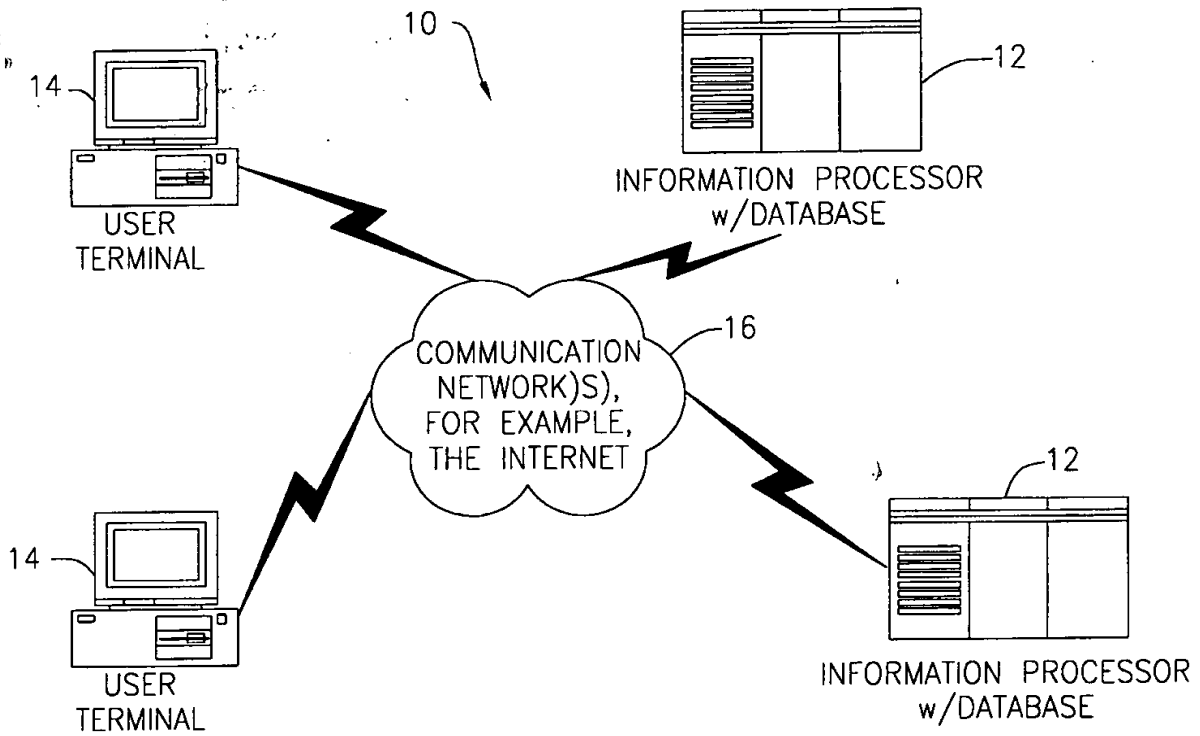 10
12
14
INFORMATION PROCESSOR
w/DATABASE
USER
TERMINAL
16
COMMUNICATION
NETWORK)S),
FOR EXAMPLE,
THE INTERNET
12
14
INFORMATION PROCESSOR
w/DATABASE
USER
TERMINAL